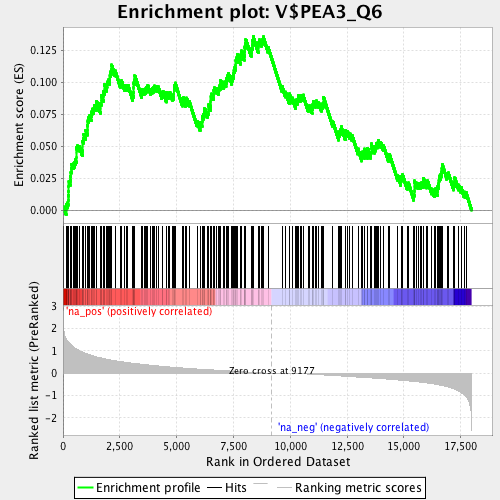 Enrichment plot: V$PEA3_Q6
Enrichment score (ES)
0.125
0.100
0.075
0.050
0.025
0.000
'na_pos' (positively correlated)
Ranked list metric (PreRanked)
3
2
1
0
-1
-2
Zero cross at 9177
'na_neg' (negatively correlated)
0
2,500
5,000
7,500
10,000
12,500
15,000
17,500
Rank in Ordered Dataset
Enrichment profile
Hits
Ranking metric scores